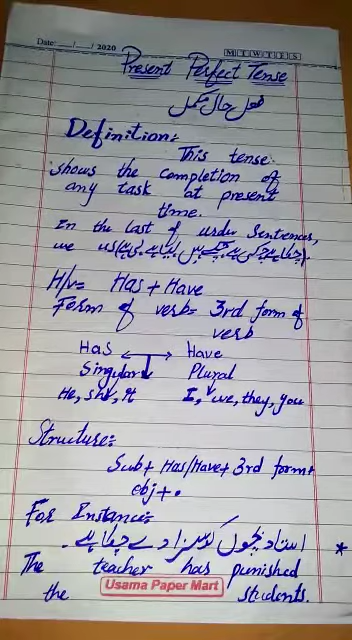 Date: __/__/2020 M T W T F S
Present Perfect Tense
فعل حال مکمل
Definition:
This tense
shows the completion of
any task at present
time.
In the last of urdu Sentences,
we us
H/v= Has + Have
Form of verb= 3rd form of
verb
Has ↔ Have
Singular Plural
He, she, it I, we, they, you
Structure:
Sub+ Has/Have+ 3rd form+
obj+.
For Instance:
استاد بچوں کو سزا دے چکا ہے۔ *
The teacher has punished
the students.
Usama Paper Mart